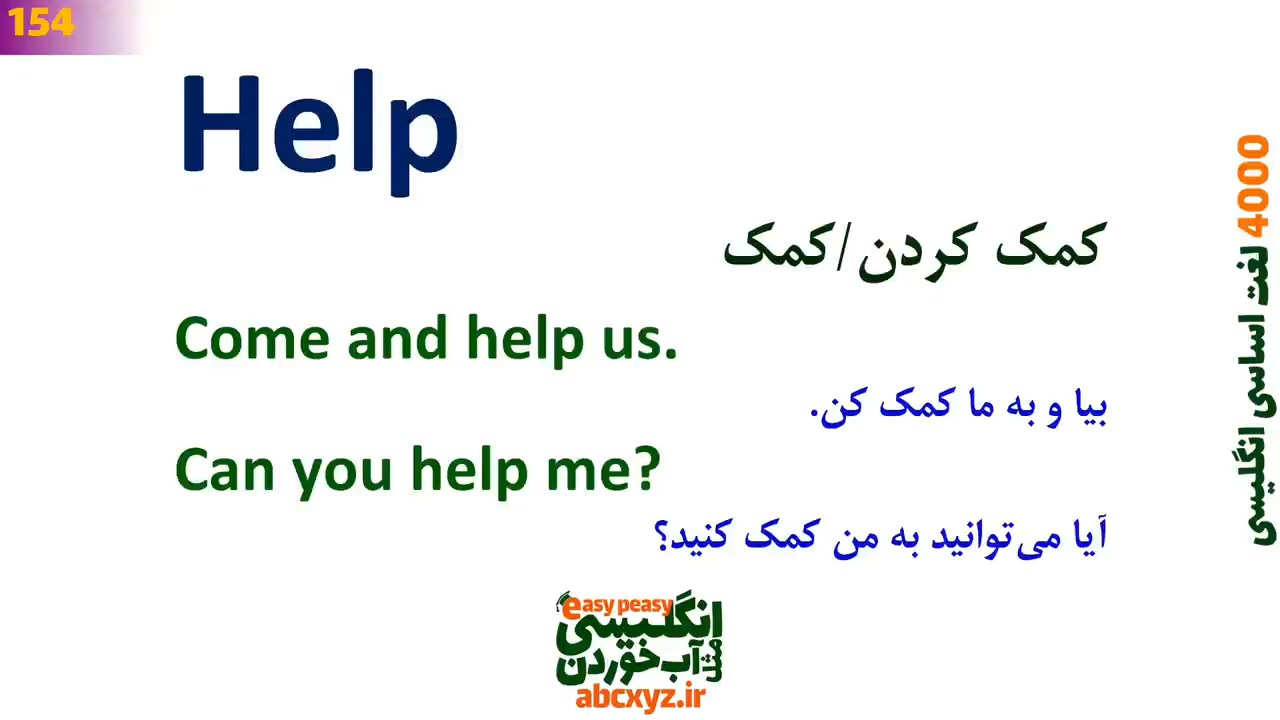 154
Help
کمک کردن/کمک
Come and help us.
بیا و به ما کمک کن.
Can you help me?
آیا می‌توانید به من کمک کنید؟
4000 لغت اساسی انگلیسی
easy peasy
انگلیسی
مثل آب خوردن
abcxyz.ir